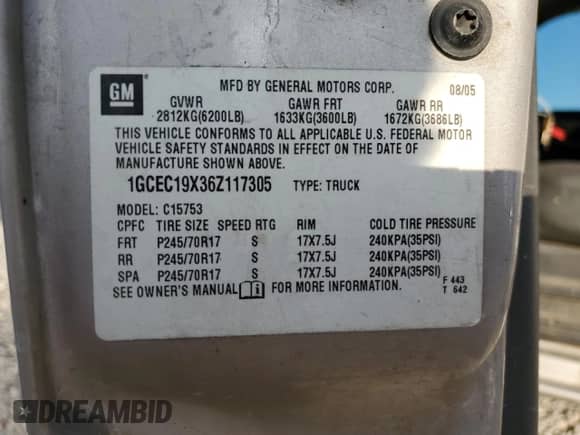 GM
MFD BY GENERAL MOTORS CORP. 08/05
GVWR GAWR FRT GAWR RR
2812KG(6200LB) 1633KG(3600LB) 1672KG(3686LB)
THIS VEHICLE CONFORMS TO ALL APPLICABLE U.S. FEDERAL MOTOR
VEHICLE SAFETY STANDARDS IN EFFECT ON THE DATE OF
MANUFACTURE SHOWN ABOVE.
1GCEC19X36Z117305 TYPE: TRUCK
MODEL: C15753
CPFC TIRE SIZE SPEED RTG RIM COLD TIRE PRESSURE
FRT P245/70R17 S 17X7.5J 240KPA(35PSI)
RR P245/70R17 S 17X7.5J 240KPA(35PSI)
SPA P245/70R17 S 17X7.5J 240KPA(35PSI)
SEE OWNER'S MANUAL FOR MORE INFORMATION.
F 443
T 642
DREAMBID